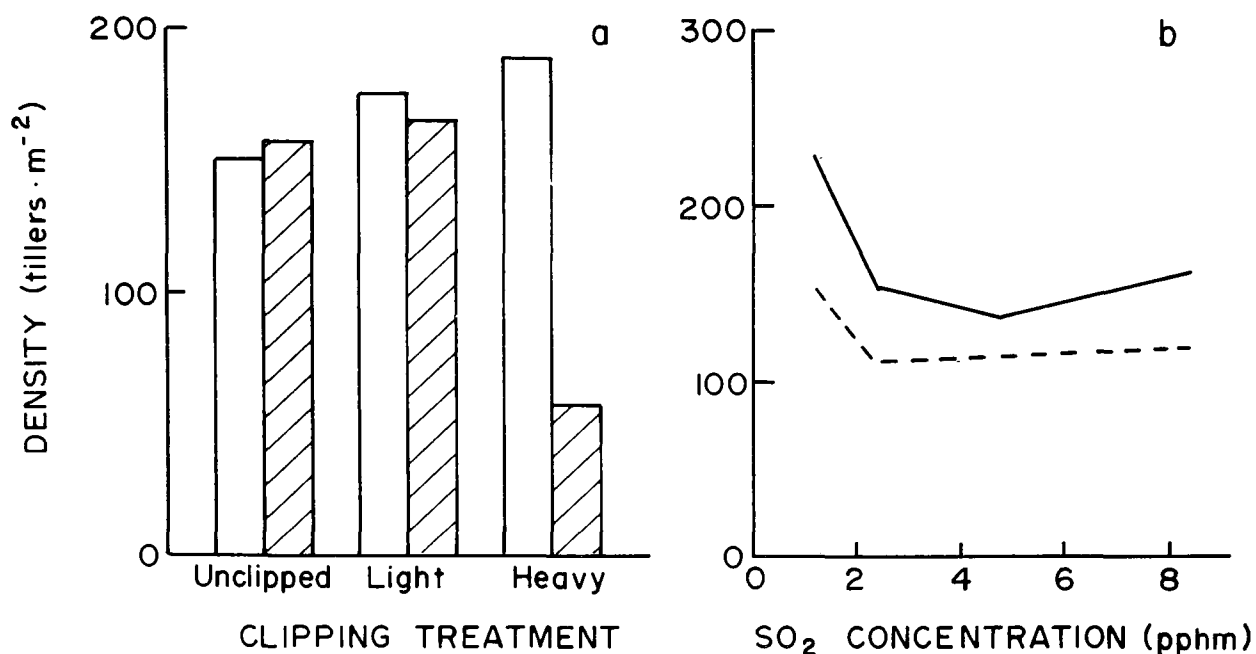 a
200
100
0
DENSITY (tillers · m⁻²)
Unclipped Light Heavy
CLIPPING TREATMENT
b
300
200
100
0
0 2 4 6 8
SO₂ CONCENTRATION (pphm)